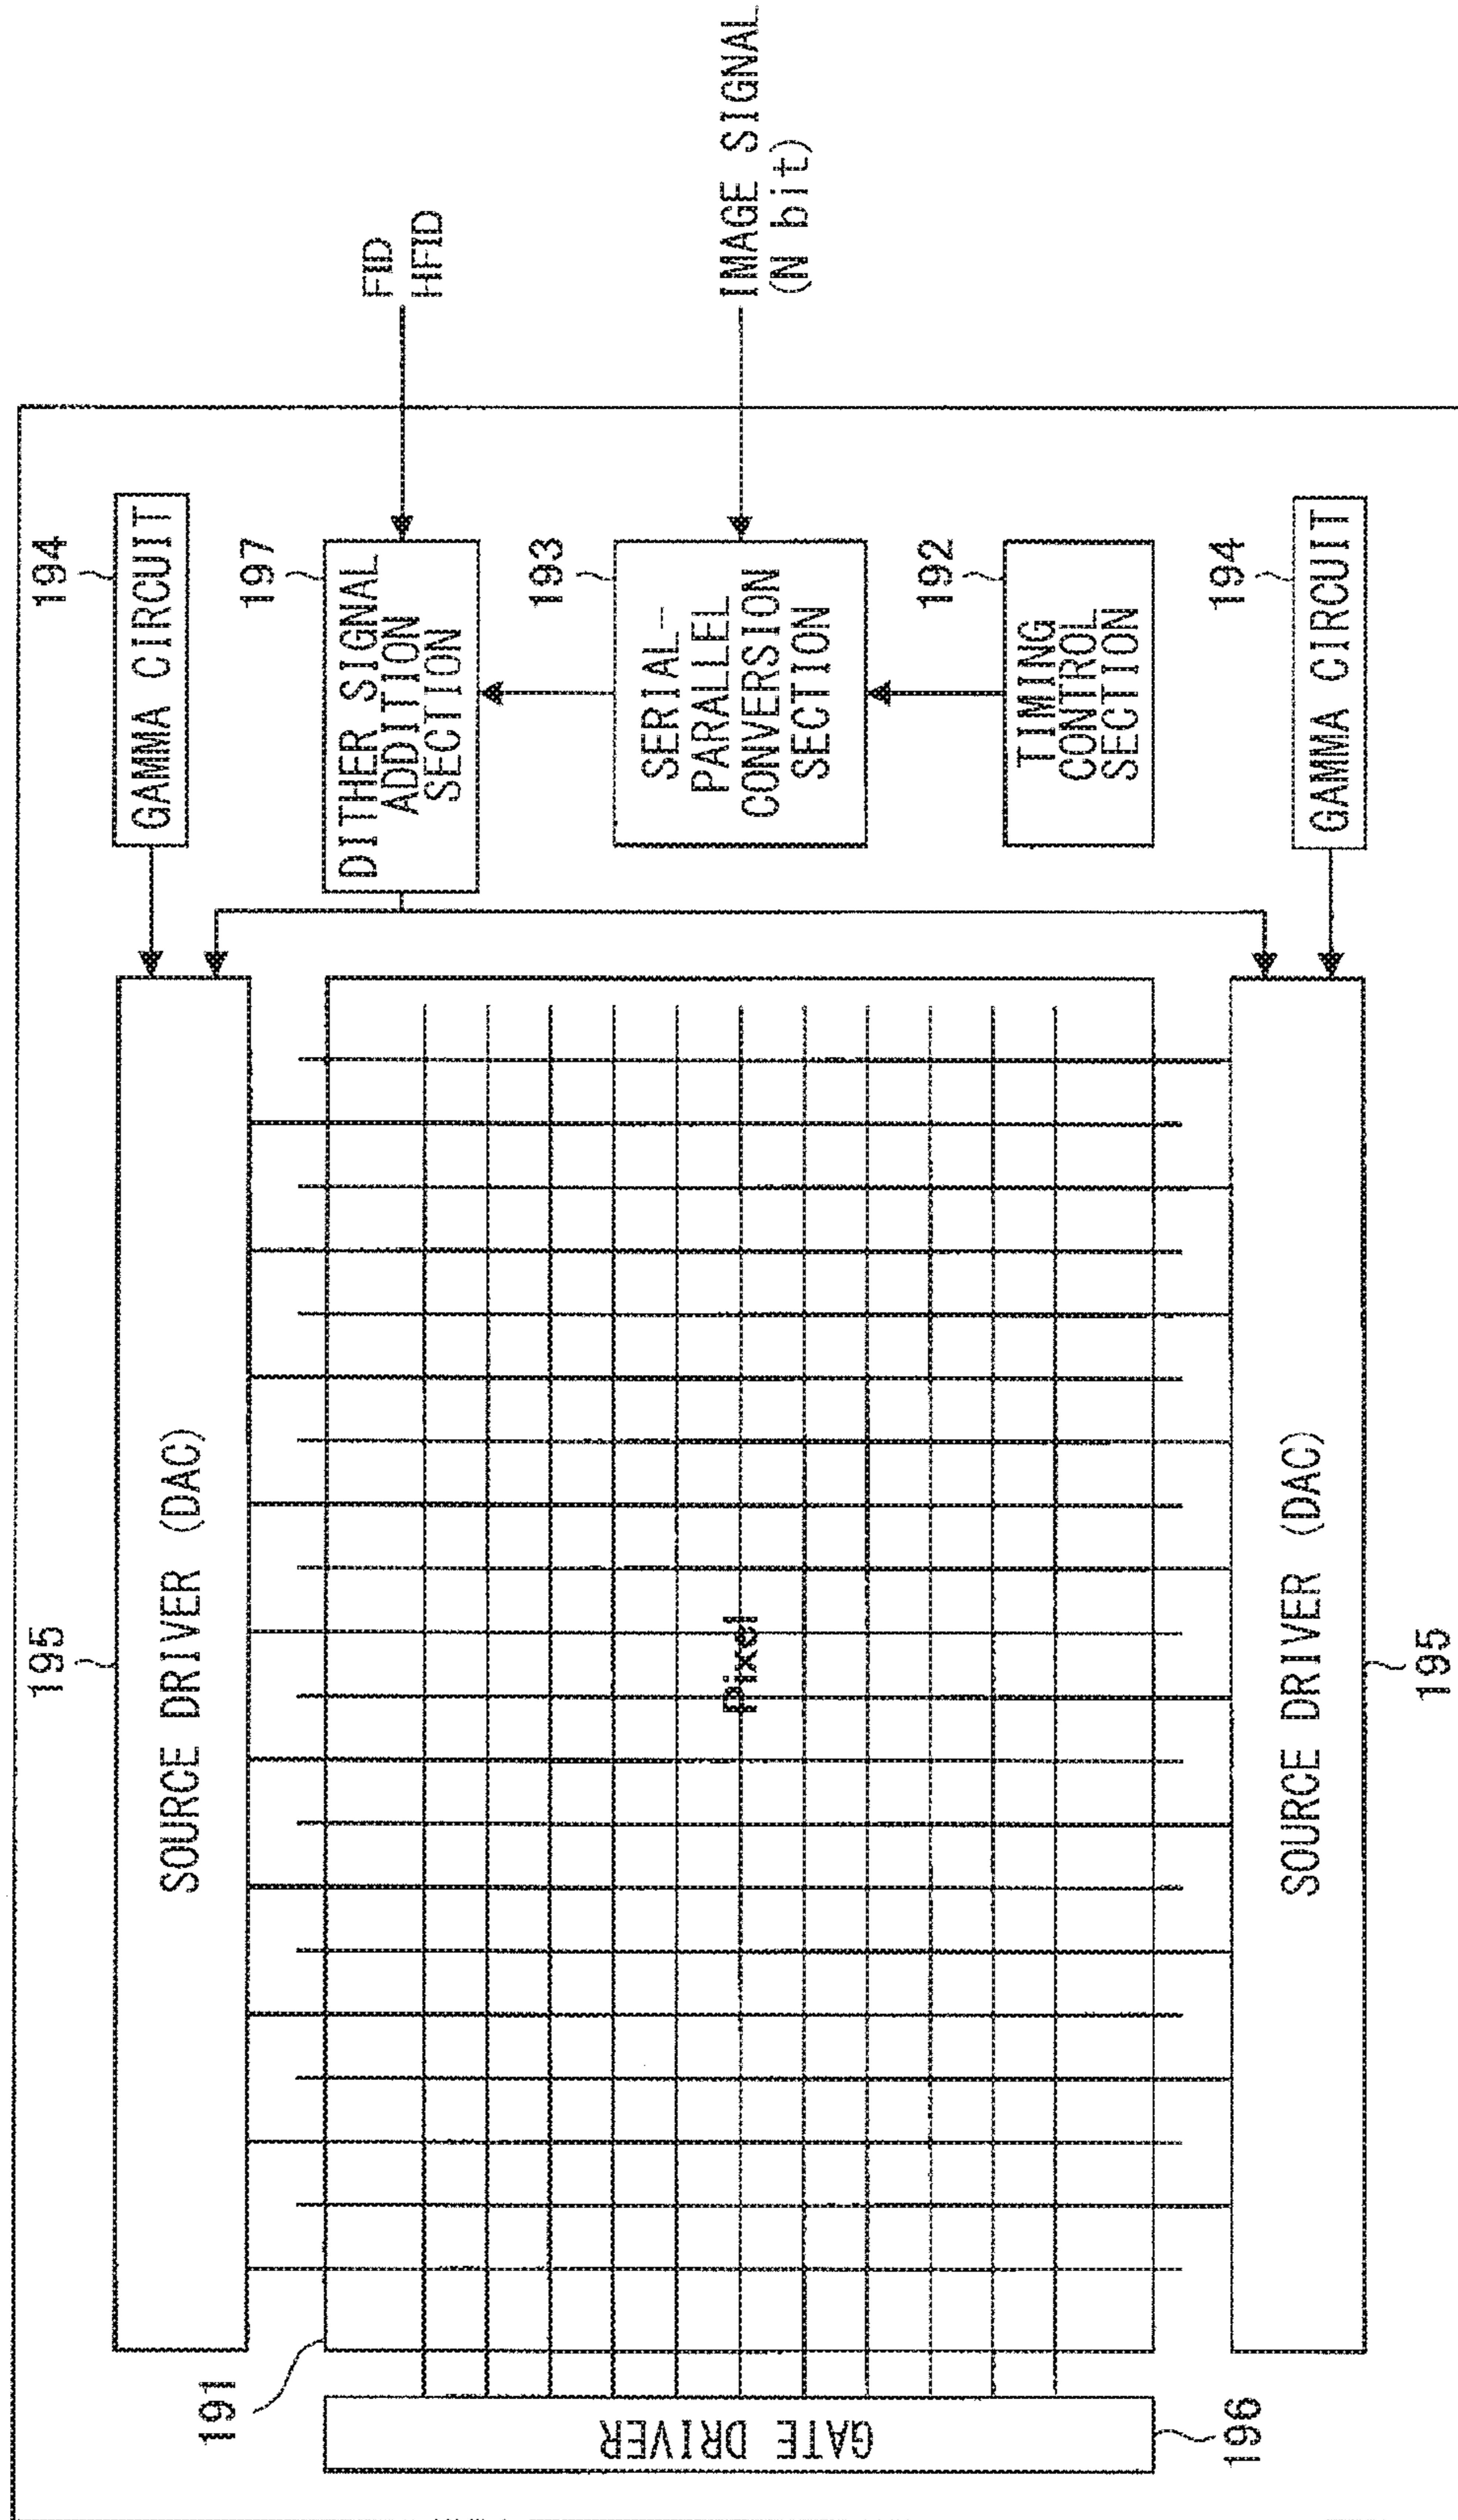 195
SOURCE DRIVER (DAC)
194
GAMMA CIRCUIT
191
GATE DRIVER
196
Pixel
197
DITHER SIGNAL
ADDITION
SECTION
FID
HFID
193
SERIAL-
PARALLEL
CONVERSION
SECTION
IMAGE SIGNAL
(N bit)
192
TIMING
CONTROL
SECTION
194
GAMMA CIRCUIT
SOURCE DRIVER (DAC)
195